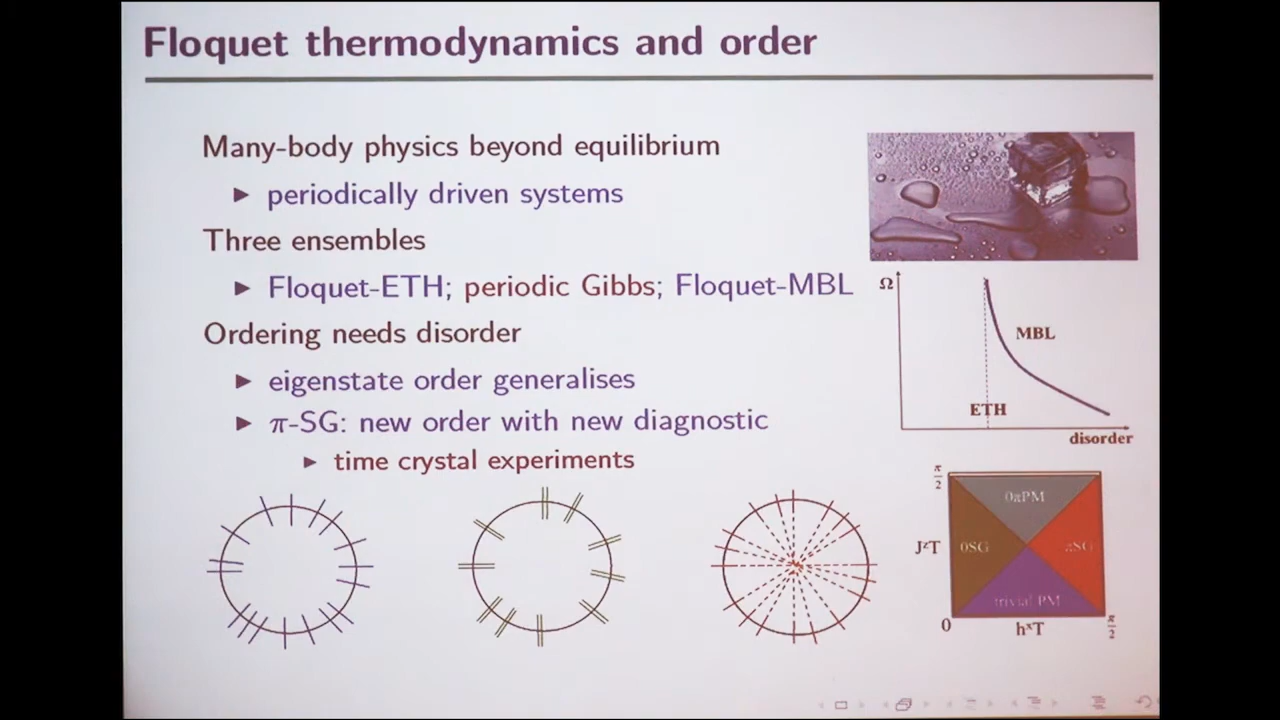 Floquet thermodynamics and order
Many-body physics beyond equilibrium
▶ periodically driven systems
Three ensembles
▶ Floquet-ETH; periodic Gibbs; Floquet-MBL
Ordering needs disorder
▶ eigenstate order generalises
▶ π-SG: new order with new diagnostic
▶ time crystal experiments
Ω
MBL
ETH
disorder
π/2
0πPM
JᶻT
0SG
πSG
trivial PM
0
hˣT
π/2